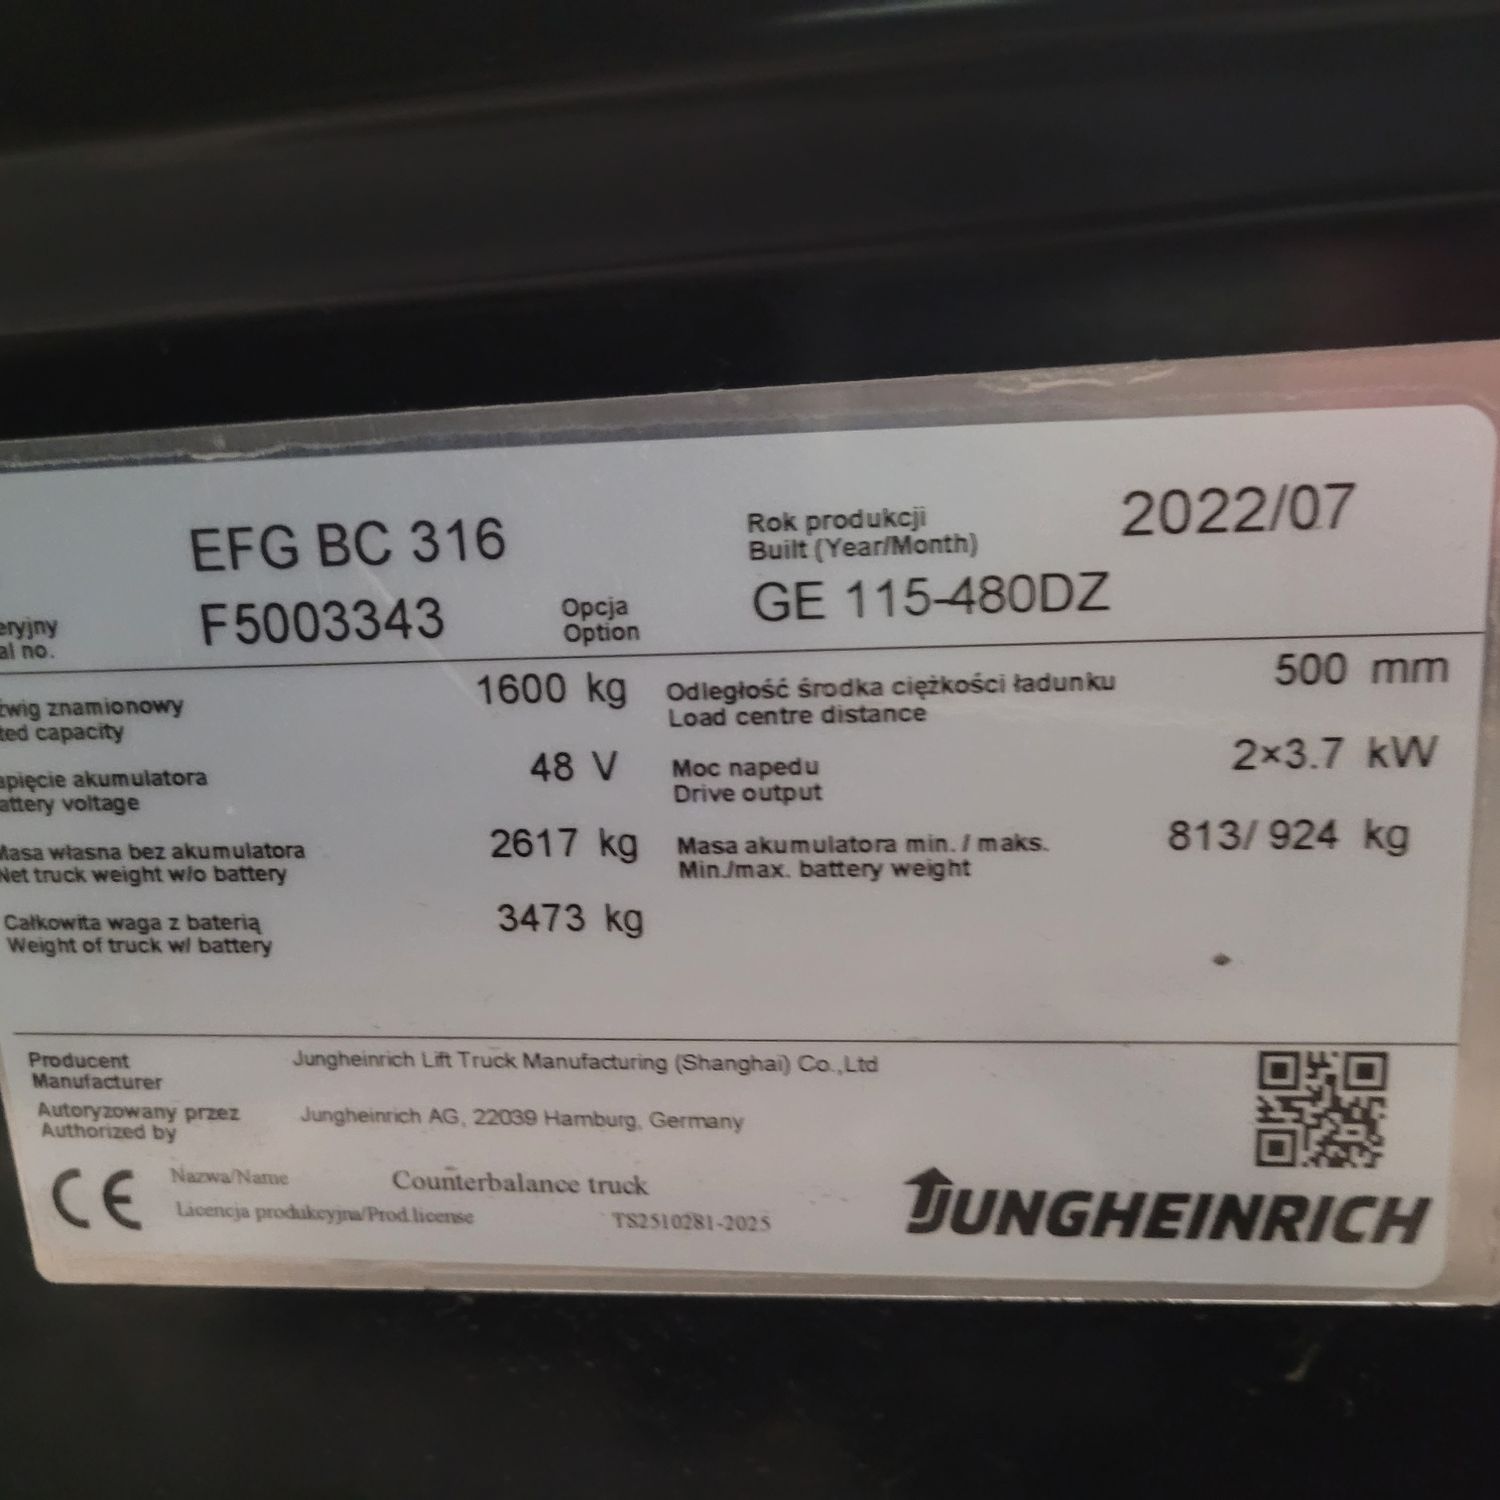 EFG BC 316
Rok produkcji
Built (Year/Month)
2022/07
eryjny
al no.
F5003343
Opcja
Option
GE 115-480DZ
źwig znamionowy
ted capacity
1600 kg
Odległość środka ciężkości ładunku
Load centre distance
500 mm
apięcie akumulatora
attery voltage
48 V
Moc napedu
Drive output
2×3.7 kW
Masa własna bez akumulatora
Net truck weight w/o battery
2617 kg
Masa akumulatora min. / maks.
Min./max. battery weight
813/ 924 kg
Całkowita waga z baterią
Weight of truck w/ battery
3473 kg
Producent
Manufacturer
Jungheinrich Lift Truck Manufacturing (Shanghai) Co.,Ltd
Autoryzowany przez
Authorized by
Jungheinrich AG, 22039 Hamburg, Germany
CE
Nazwa/Name
Counterbalance truck
Licencja produkcyjna/Prod.license
TS2510281-2025
JUNGHEINRICH